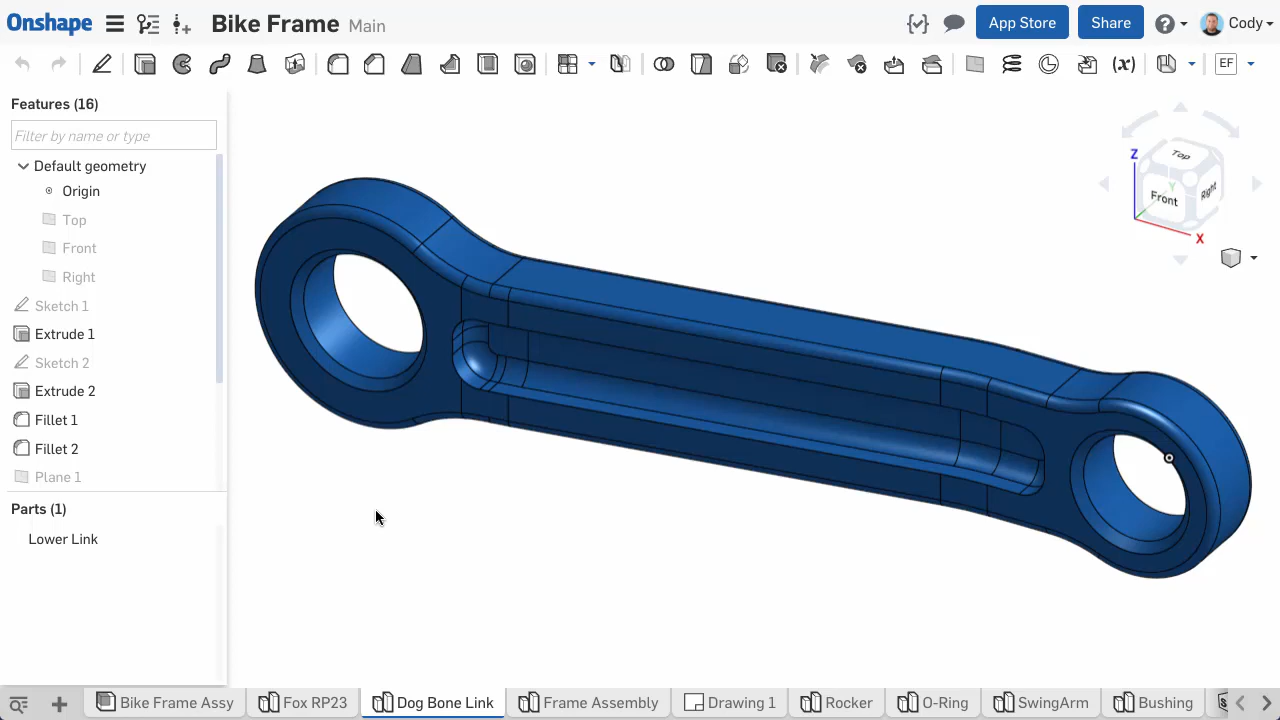 Onshape Bike Frame Main App Store Share Cody
(x) EF
Features (16)
Filter by name or type
Default geometry
Origin
Top
Front
Right
Sketch 1
Extrude 1
Sketch 2
Extrude 2
Fillet 1
Fillet 2
Plane 1
Parts (1)
Lower Link
Z
Top
Y
Front
Right
X
Bike Frame Assy Fox RP23 Dog Bone Link Frame Assembly Drawing 1 Rocker O-Ring SwingArm Bushing